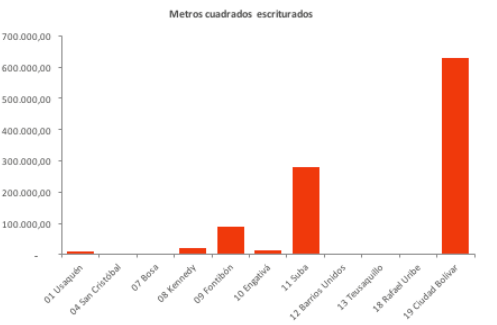 Metros cuadrados escriturados
700.000,00
600.000,00
500.000,00
400.000,00
300.000,00
200.000,00
100.000,00
-
01 Usaquén
04 San Cristóbal
07 Bosa
08 Kennedy
09 Fontibón
10 Engativá
11 Suba
12 Barrios Unidos
13 Teusaquillo
18 Rafael Uribe
19 Ciudad Bolívar